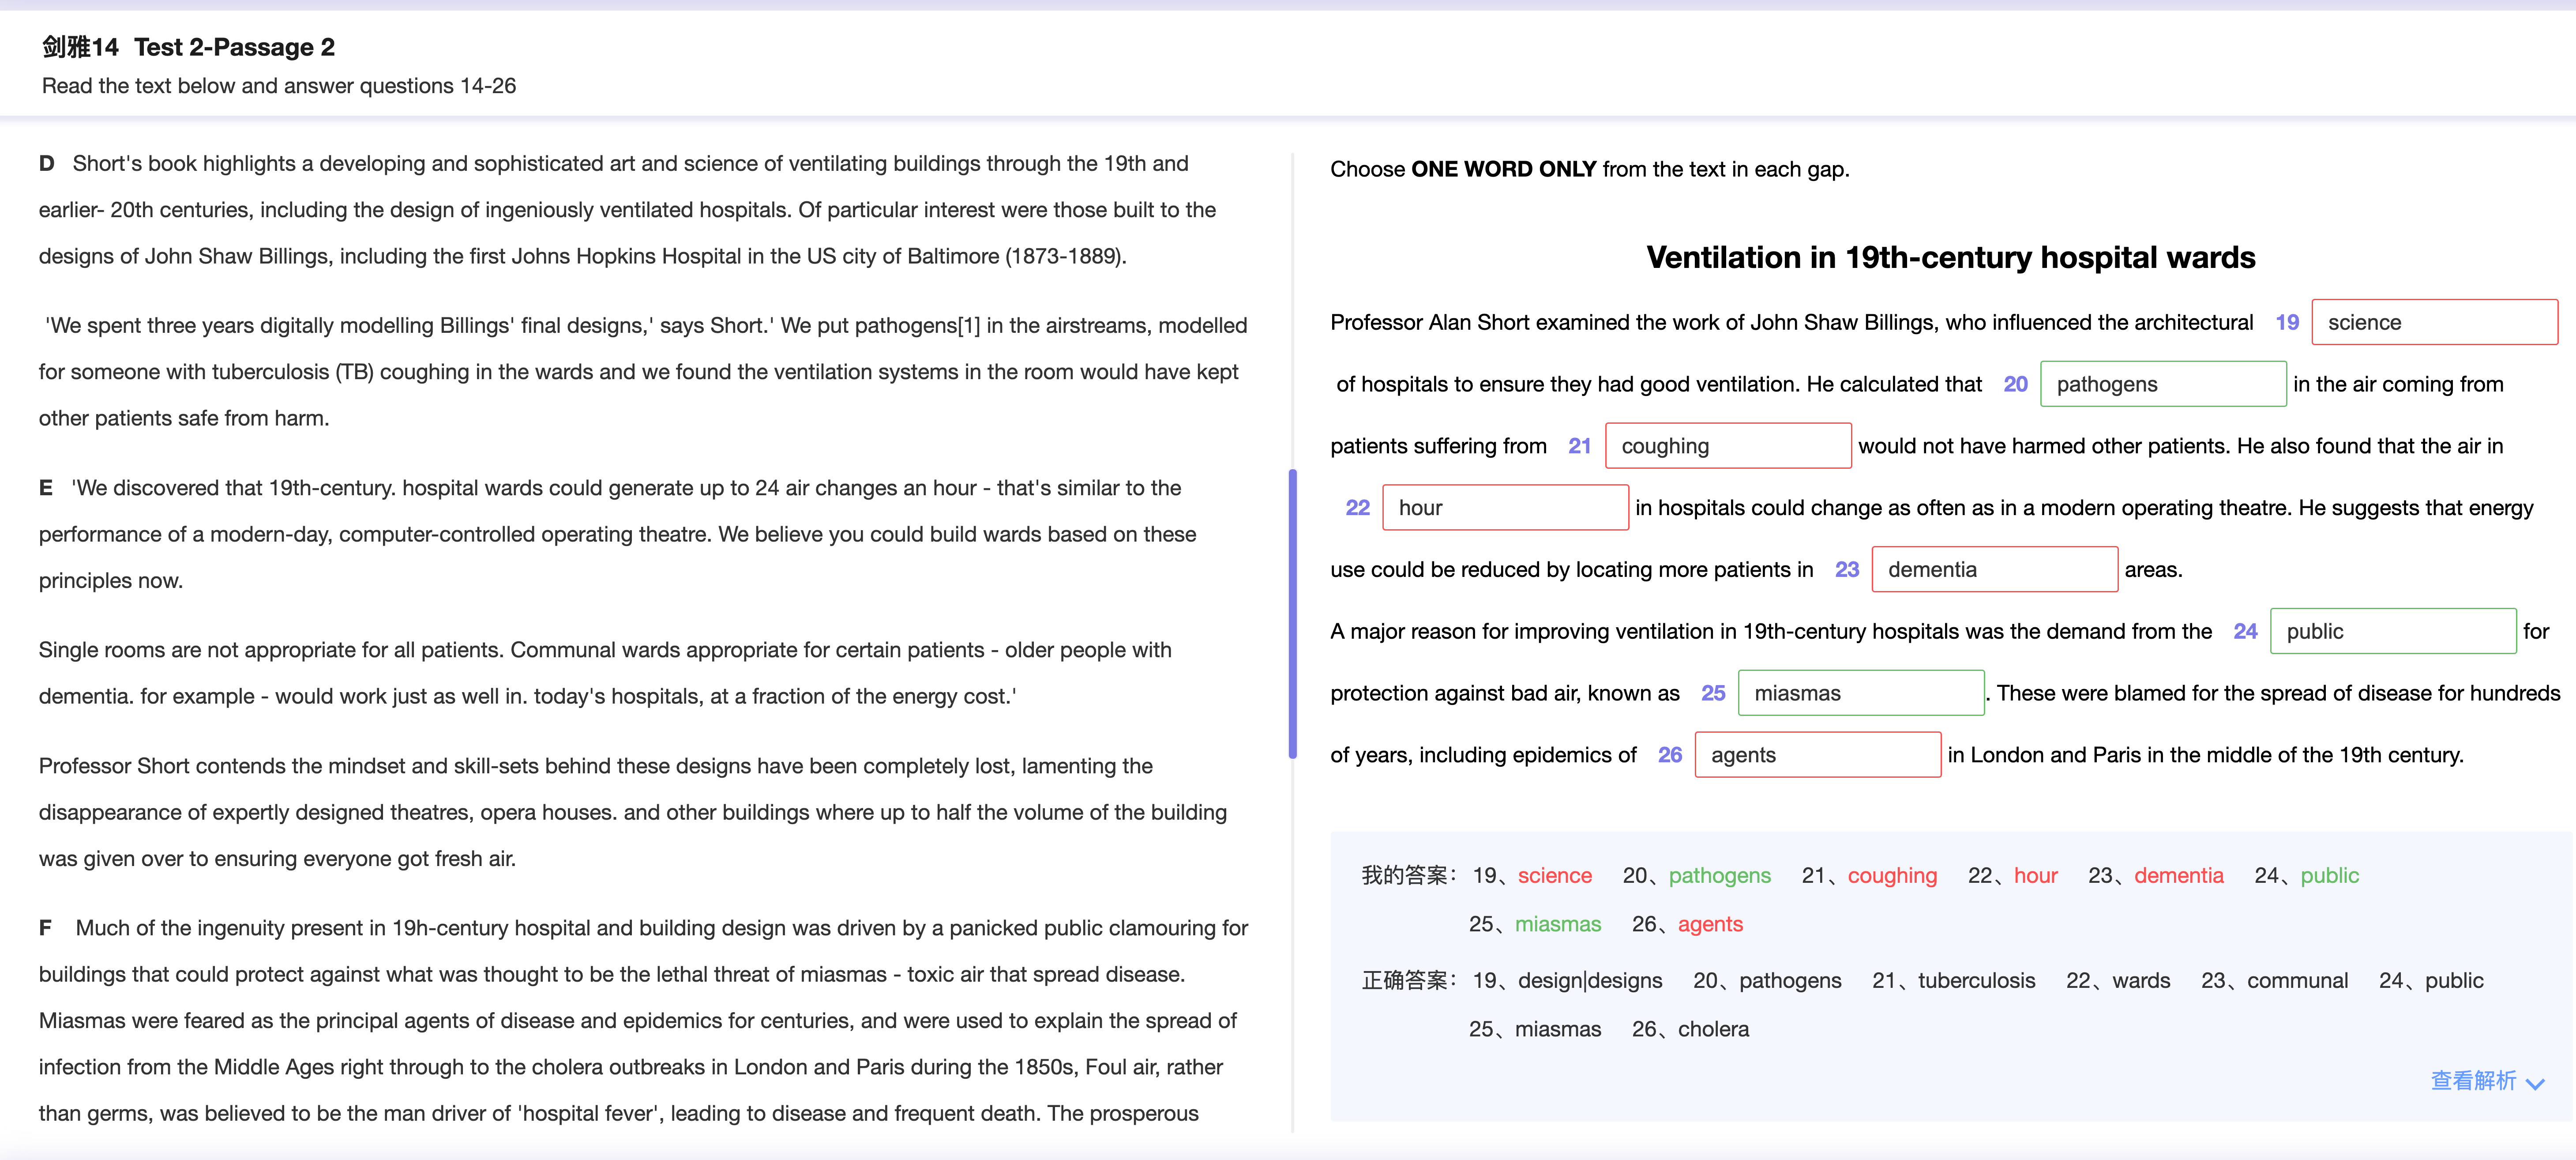 剑雅14 Test 2-Passage 2
Read the text below and answer questions 14-26
D Short's book highlights a developing and sophisticated art and science of ventilating buildings through the 19th and
earlier- 20th centuries, including the design of ingeniously ventilated hospitals. Of particular interest were those built to the
designs of John Shaw Billings, including the first Johns Hopkins Hospital in the US city of Baltimore (1873-1889).
'We spent three years digitally modelling Billings' final designs,' says Short.' We put pathogens[1] in the airstreams, modelled
for someone with tuberculosis (TB) coughing in the wards and we found the ventilation systems in the room would have kept
other patients safe from harm.
E 'We discovered that 19th-century. hospital wards could generate up to 24 air changes an hour - that's similar to the
performance of a modern-day, computer-controlled operating theatre. We believe you could build wards based on these
principles now.
Single rooms are not appropriate for all patients. Communal wards appropriate for certain patients - older people with
dementia. for example - would work just as well in. today's hospitals, at a fraction of the energy cost.'
Professor Short contends the mindset and skill-sets behind these designs have been completely lost, lamenting the
disappearance of expertly designed theatres, opera houses. and other buildings where up to half the volume of the building
was given over to ensuring everyone got fresh air.
F Much of the ingenuity present in 19h-century hospital and building design was driven by a panicked public clamouring for
buildings that could protect against what was thought to be the lethal threat of miasmas - toxic air that spread disease.
Miasmas were feared as the principal agents of disease and epidemics for centuries, and were used to explain the spread of
infection from the Middle Ages right through to the cholera outbreaks in London and Paris during the 1850s, Foul air, rather
than germs, was believed to be the man driver of 'hospital fever', leading to disease and frequent death. The prosperous
Choose ONE WORD ONLY from the text in each gap.
Ventilation in 19th-century hospital wards
Professor Alan Short examined the work of John Shaw Billings, who influenced the architectural 19 science
of hospitals to ensure they had good ventilation. He calculated that 20 pathogens in the air coming from
patients suffering from 21 coughing would not have harmed other patients. He also found that the air in
22 hour in hospitals could change as often as in a modern operating theatre. He suggests that energy
use could be reduced by locating more patients in 23 dementia areas.
A major reason for improving ventilation in 19th-century hospitals was the demand from the 24 public for
protection against bad air, known as 25 miasmas . These were blamed for the spread of disease for hundreds
of years, including epidemics of 26 agents in London and Paris in the middle of the 19th century.
我的答案： 19、science 20、pathogens 21、coughing 22、hour 23、dementia 24、public
25、miasmas 26、agents
正确答案： 19、design|designs 20、pathogens 21、tuberculosis 22、wards 23、communal 24、public
25、miasmas 26、cholera
查看解析